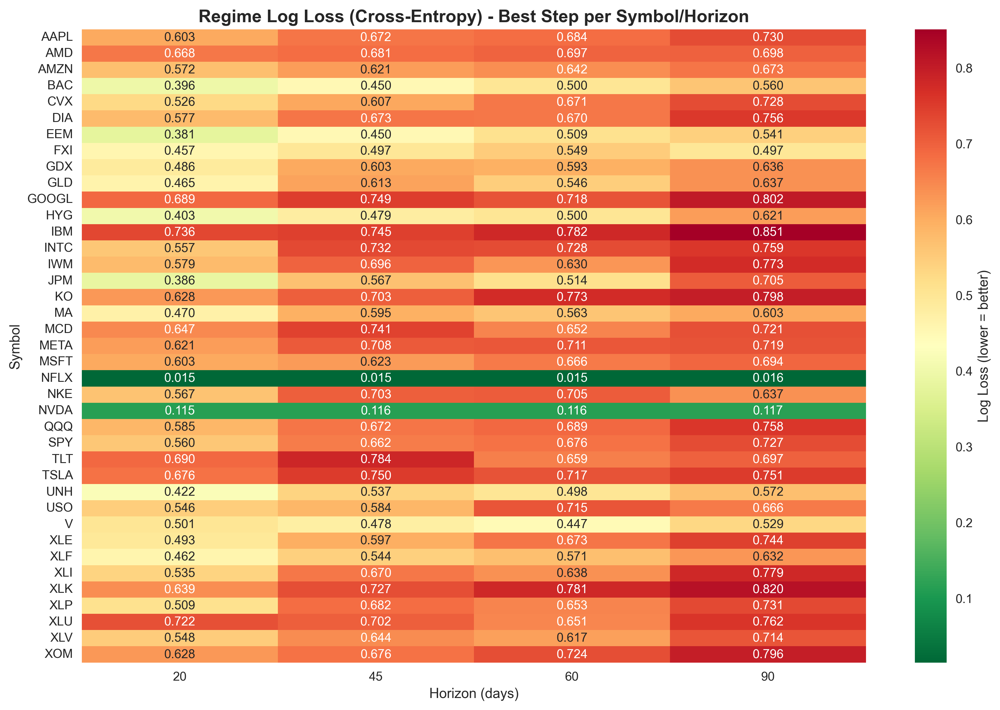 Regime Log Loss (Cross-Entropy) - Best Step per Symbol/Horizon
AAPL 0.603 0.672 0.684 0.730
AMD 0.668 0.681 0.697 0.698
AMZN 0.572 0.621 0.642 0.673
BAC 0.396 0.450 0.500 0.560
CVX 0.526 0.607 0.671 0.728
DIA 0.577 0.673 0.670 0.756
EEM 0.381 0.450 0.509 0.541
FXI 0.457 0.497 0.549 0.497
GDX 0.486 0.603 0.593 0.636
GLD 0.465 0.613 0.546 0.637
GOOGL 0.689 0.749 0.718 0.802
HYG 0.403 0.479 0.500 0.621
IBM 0.736 0.745 0.782 0.851
INTC 0.557 0.732 0.728 0.759
IWM 0.579 0.696 0.630 0.773
JPM 0.386 0.567 0.514 0.705
KO 0.628 0.703 0.773 0.798
MA 0.470 0.595 0.563 0.603
MCD 0.647 0.741 0.652 0.721
META 0.621 0.708 0.711 0.719
MSFT 0.603 0.623 0.666 0.694
NFLX 0.015 0.015 0.015 0.016
NKE 0.567 0.703 0.705 0.637
NVDA 0.115 0.116 0.116 0.117
QQQ 0.585 0.672 0.689 0.758
SPY 0.560 0.662 0.676 0.727
TLT 0.690 0.784 0.659 0.697
TSLA 0.676 0.750 0.717 0.751
UNH 0.422 0.537 0.498 0.572
USO 0.546 0.584 0.715 0.666
V 0.501 0.478 0.447 0.529
XLE 0.493 0.597 0.673 0.744
XLF 0.462 0.544 0.571 0.632
XLI 0.535 0.670 0.638 0.779
XLK 0.639 0.727 0.781 0.820
XLP 0.509 0.682 0.653 0.731
XLU 0.722 0.702 0.651 0.762
XLV 0.548 0.644 0.617 0.714
XOM 0.628 0.676 0.724 0.796
20 45 60 90
Horizon (days)
Symbol
0.8
0.7
0.6
0.5
0.4
0.3
0.2
0.1
Log Loss (lower = better)